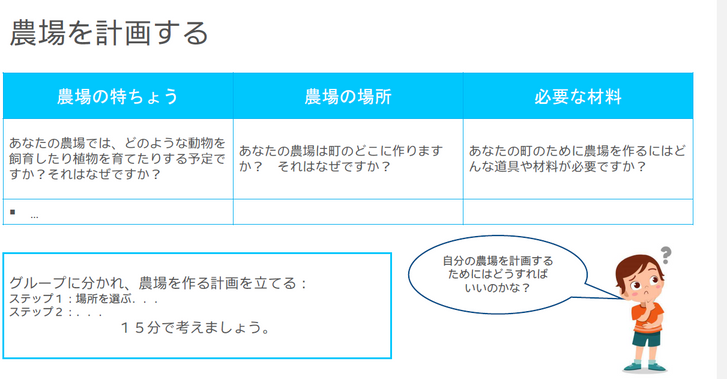 農場を計画する
農場の特ちょう
農場の場所
必要な材料
あなたの農場では、どのような動物を
飼育したり植物を育てたりする予定で
すか？それはなぜですか？
あなたの農場は町のどこに作ります
か？　それはなぜですか？
あなたの町のために農場を作るにはど
んな道具や材料が必要ですか？
▪ ...
グループに分かれ、農場を作る計画を立てる：
ステップ１：場所を選ぶ．．．
ステップ２：．．．
１５分で考えましょう。
自分の農場を計画する
ためにはどうすれば
いいのかな？
?